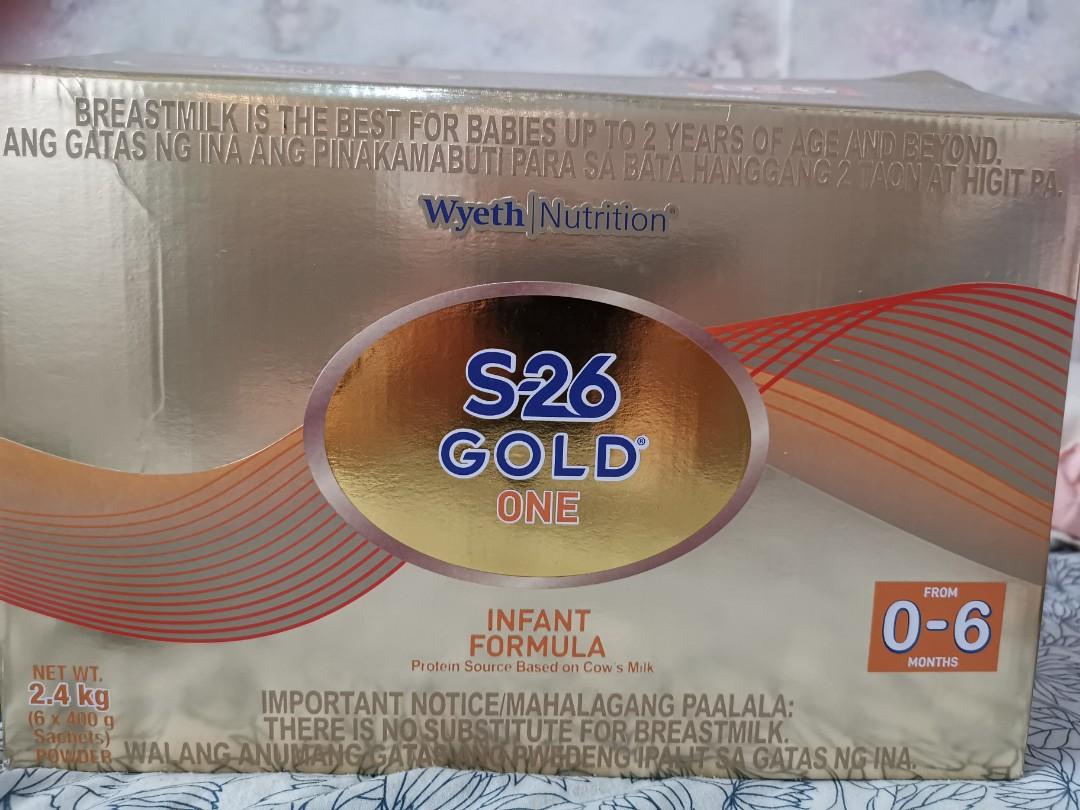 BREASTMILK IS THE BEST FOR BABIES UP TO 2 YEARS OF AGE AND BEYOND.
ANG GATAS NG INA ANG PINAKAMABUTI PARA SA BATA HANGGANG 2 TAON AT HIGIT PA.
Wyeth|Nutrition®
S-26
GOLD®
ONE
INFANT
FORMULA
Protein Source Based on Cow's Milk
FROM
0-6
MONTHS
NET WT.
2.4 kg
(6 x 400 g
Sachets)
POWDER
IMPORTANT NOTICE/MAHALAGANG PAALALA:
THERE IS NO SUBSTITUTE FOR BREASTMILK.
WALANG ANUMANG GATAS ANG PWEDENG IPALIT SA GATAS NG INA.